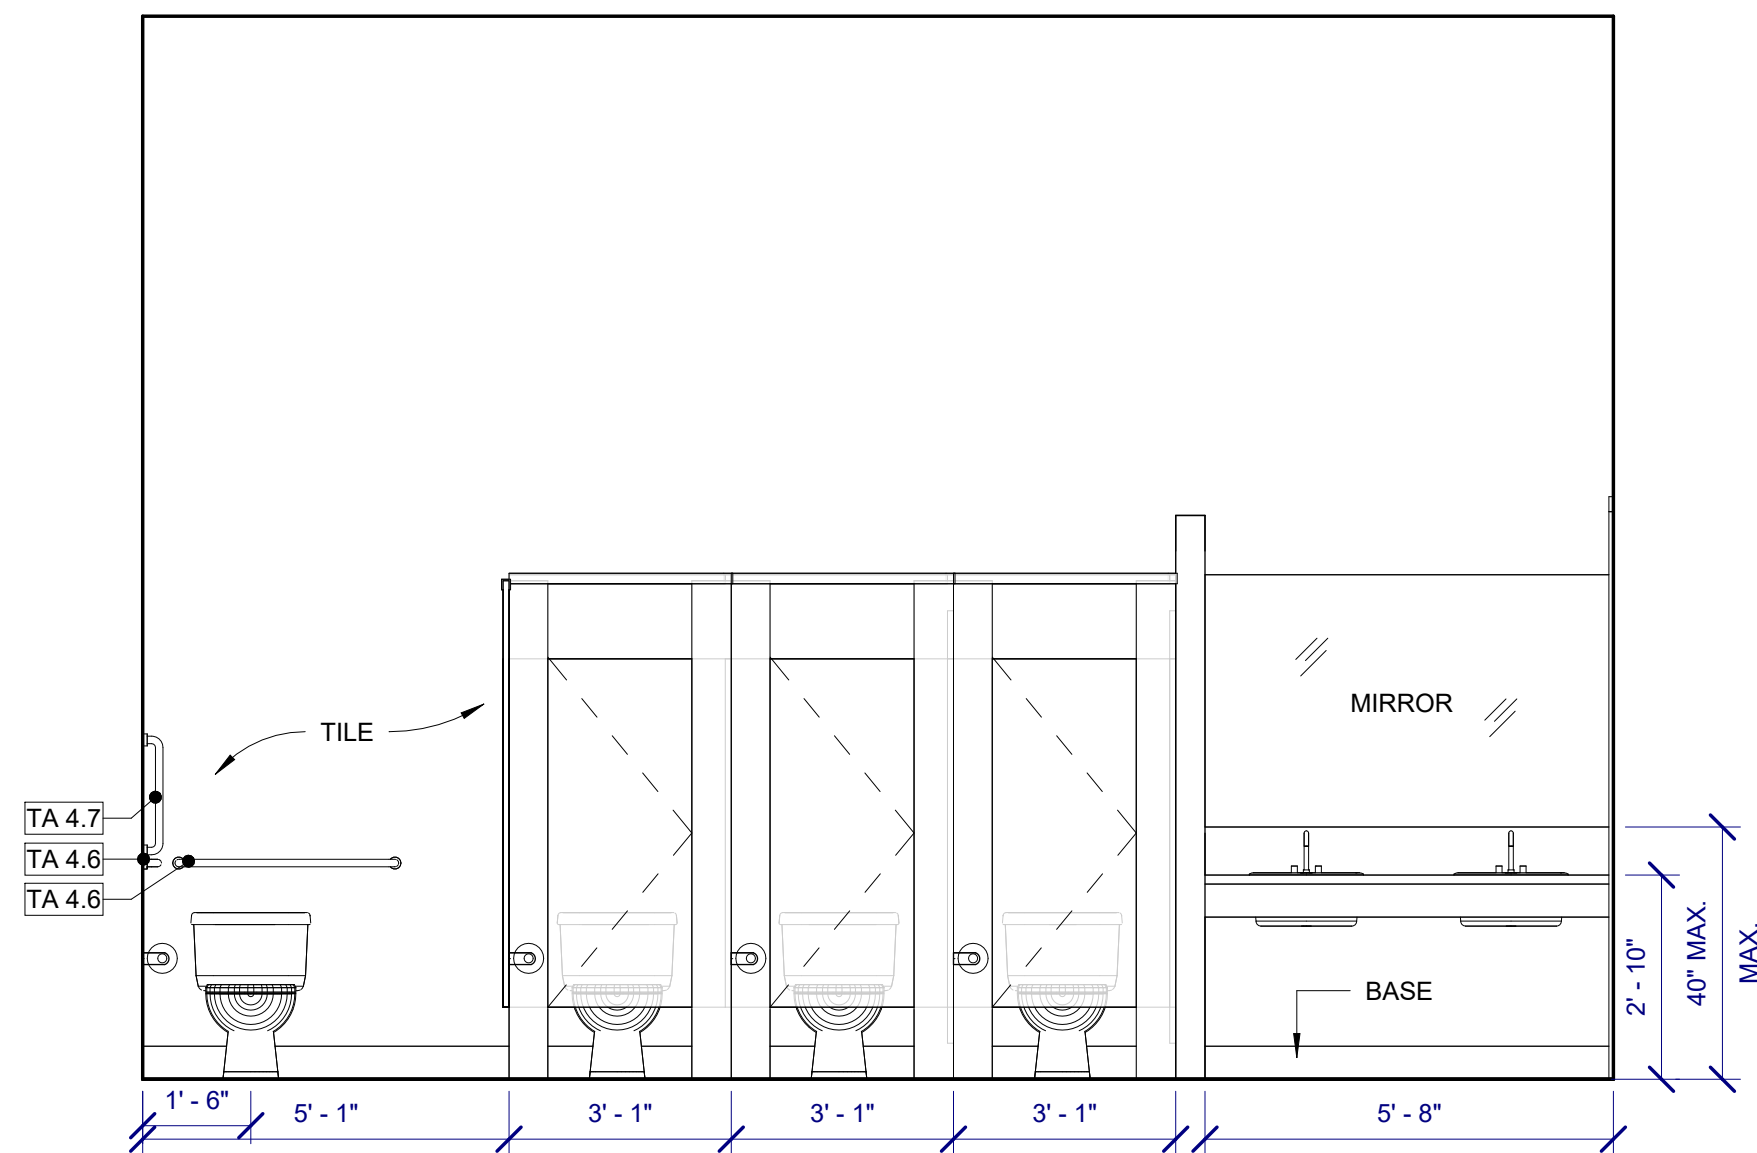 TILE
MIRROR
TA 4.7
TA 4.6
TA 4.6
BASE
2' - 10"
40" MAX.
MAX.
1' - 6"
5' - 1"
3' - 1"
3' - 1"
3' - 1"
5' - 8"